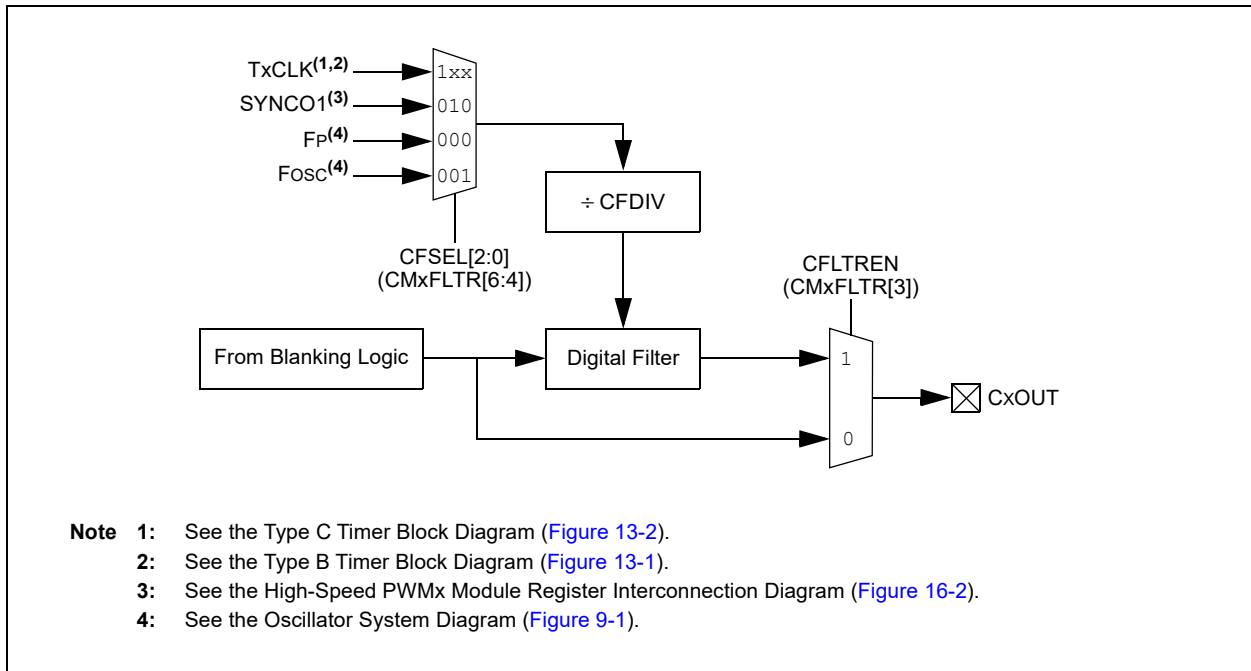 TxCLK(1,2)
SYNCO1(3)
FP(4)
FOSC(4)
1xx
010
000
001
÷ CFDIV
CFSEL[2:0]
(CMxFLTR[6:4])
CFLTREN
(CMxFLTR[3])
From Blanking Logic
Digital Filter
1
0
CxOUT
Note 1: See the Type C Timer Block Diagram (Figure 13-2).
2: See the Type B Timer Block Diagram (Figure 13-1).
3: See the High-Speed PWMx Module Register Interconnection Diagram (Figure 16-2).
4: See the Oscillator System Diagram (Figure 9-1).